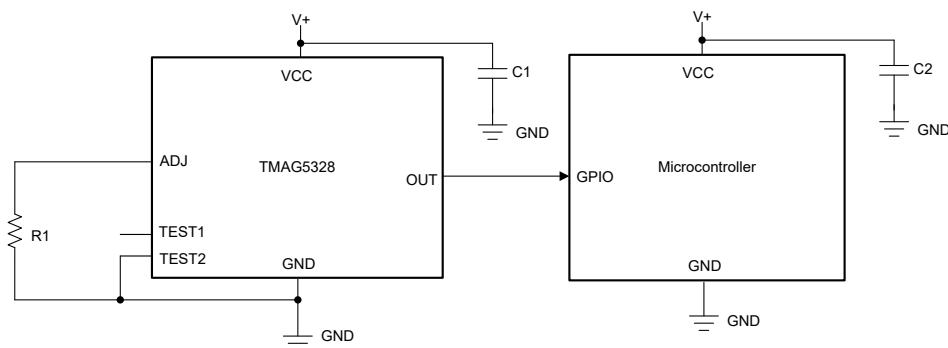 V+
VCC
C1
GND
TMAG5328
ADJ
OUT
R1
TEST1
TEST2
GND
GND
V+
VCC
C2
GND
Microcontroller
GPIO
GND
GND